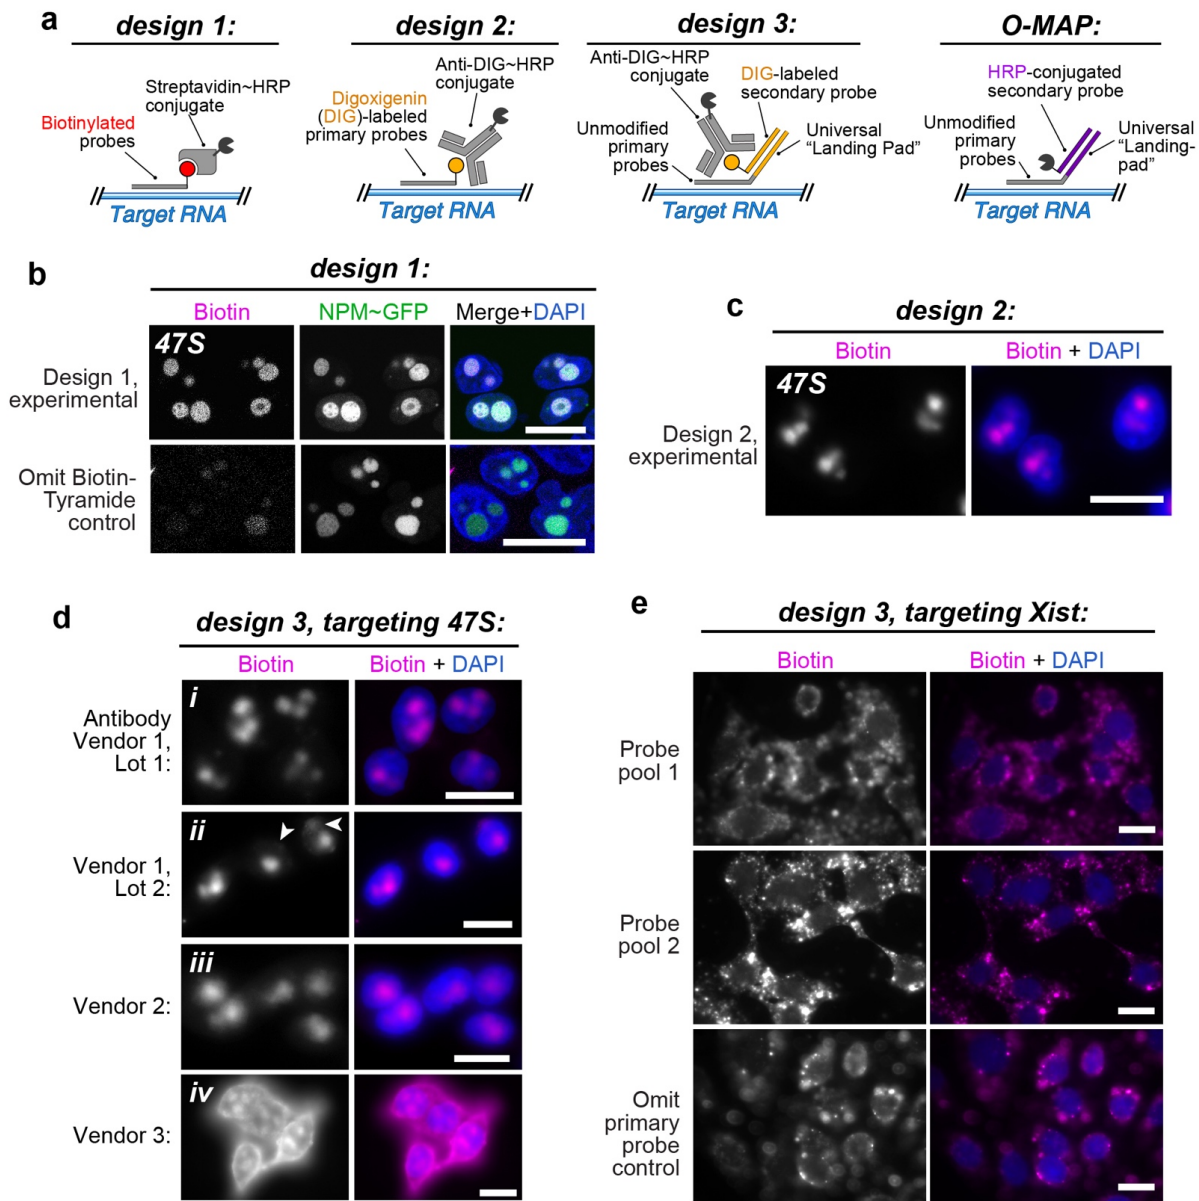 a
design 1:
Streptavidin~HRP
conjugate
Biotinylated
probes
Target RNA
design 2:
Anti-DIG~HRP
conjugate
Digoxigenin
(DIG)-labeled
primary probes
Target RNA
design 3:
Anti-DIG~HRP
conjugate
DIG-labeled
secondary probe
Unmodified
primary
probes
Universal
“Landing Pad”
Target RNA
O-MAP:
HRP-conjugated
secondary probe
Unmodified
primary
probes
Universal
“Landing-
pad”
Target RNA
b
design 1:
Biotin
NPM~GFP
Merge+DAPI
47S
Design 1,
experimental
Omit Biotin-
Tyramide
control
c
design 2:
Biotin
Biotin + DAPI
47S
Design 2,
experimental
d
design 3, targeting 47S:
Biotin
Biotin + DAPI
i
Antibody
Vendor 1,
Lot 1:
ii
Vendor 1,
Lot 2:
iii
Vendor 2:
iv
Vendor 3:
e
design 3, targeting Xist:
Biotin
Biotin + DAPI
Probe
pool 1
Probe
pool 2
Omit
primary
probe
control